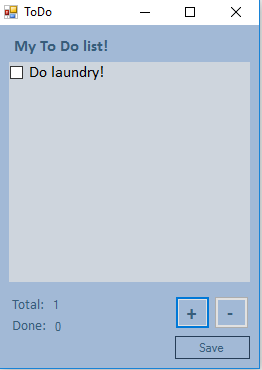 ToDo
My To Do list!
Do laundry!
Total: 1
Done: 0
+ -
Save